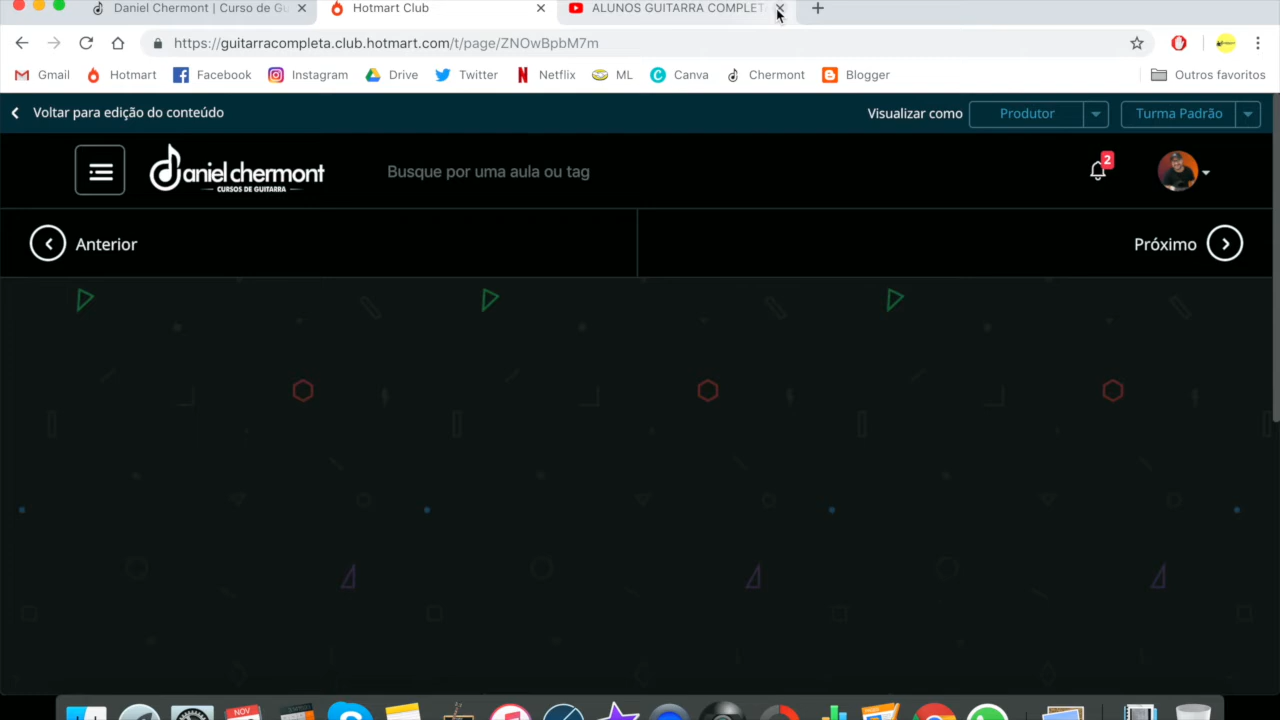 Daniel Chermont | Curso de Gu
Hotmart Club
ALUNOS GUITARRA COMPLET
https://guitarracompleta.club.hotmart.com/t/page/ZNOwBpbM7m
Gmail
Hotmart
Facebook
Instagram
Drive
Twitter
Netflix
ML
Canva
Chermont
Blogger
Outros favoritos
Voltar para edição do conteúdo
Visualizar como
Produtor
Turma Padrão
Daniel chermont
CURSOS DE GUITARRA
Busque por uma aula ou tag
2
Anterior
Próximo
NOV